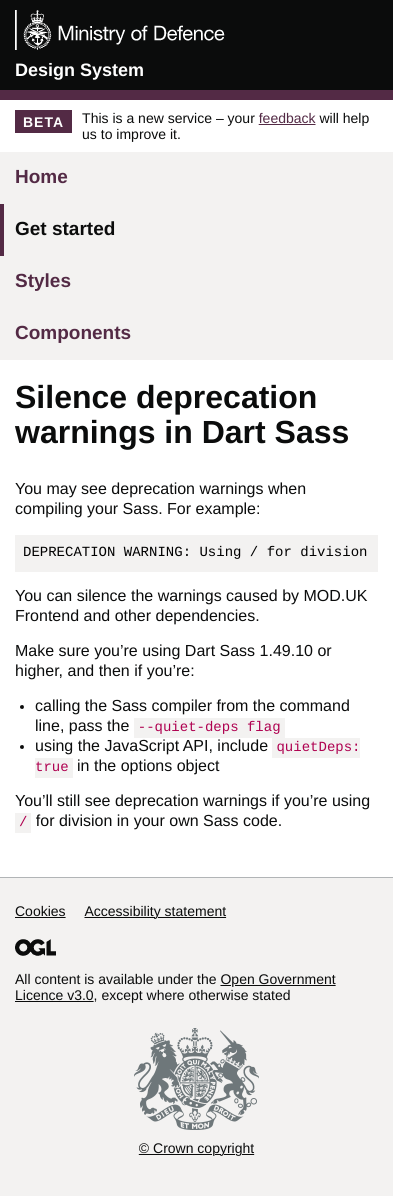 Ministry of Defence
Design System
BETA
This is a new service – your feedback will help
us to improve it.
Home
Get started
Styles
Components
Silence deprecation
warnings in Dart Sass
You may see deprecation warnings when
compiling your Sass. For example:
DEPRECATION WARNING: Using / for division
You can silence the warnings caused by MOD.UK
Frontend and other dependencies.
Make sure you’re using Dart Sass 1.49.10 or
higher, and then if you’re:
• calling the Sass compiler from the command
line, pass the --quiet-deps flag
• using the JavaScript API, include quietDeps:
true in the options object
You’ll still see deprecation warnings if you’re using
/ for division in your own Sass code.
Cookies Accessibility statement
OGL
All content is available under the Open Government
Licence v3.0, except where otherwise stated
DIEU ET MON DROIT
© Crown copyright